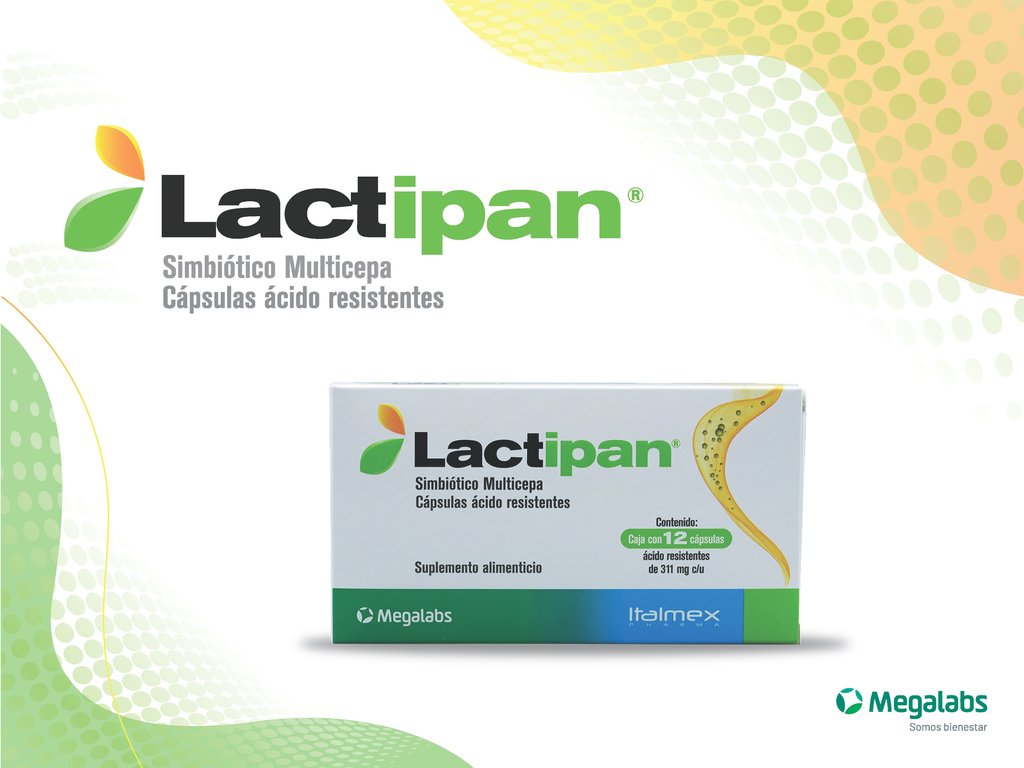 Lactipan®
Simbiótico Multicepa
Cápsulas ácido resistentes
Lactipan®
Simbiótico Multicepa
Cápsulas ácido resistentes
Contenido:
Caja con 12 cápsulas
ácido resistentes
de 311 mg c/u
Suplemento alimenticio
Megalabs
Italmex
PHARMA
Megalabs
Somos bienestar